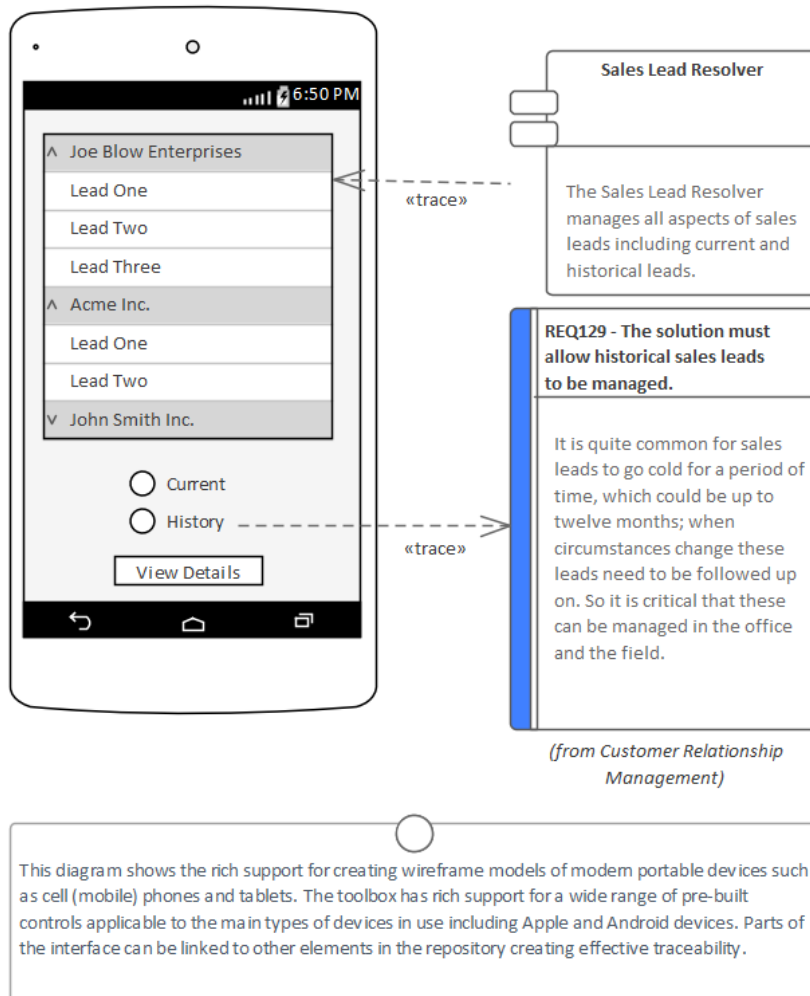 6:50 PM
Joe Blow Enterprises
Lead One
Lead Two
Lead Three
Acme Inc.
Lead One
Lead Two
John Smith Inc.
Current
History
View Details
«trace»
«trace»
Sales Lead Resolver
The Sales Lead Resolver
manages all aspects of sales
leads including current and
historical leads.
REQ129 - The solution must
allow historical sales leads
to be managed.
It is quite common for sales
leads to go cold for a period of
time, which could be up to
twelve months; when
circumstances change these
leads need to be followed up
on. So it is critical that these
can be managed in the office
and the field.
(from Customer Relationship
Management)
This diagram shows the rich support for creating wireframe models of modern portable devices such
as cell (mobile) phones and tablets. The toolbox has rich support for a wide range of pre-built
controls applicable to the main types of devices in use including Apple and Android devices. Parts of
the interface can be linked to other elements in the repository creating effective traceability.